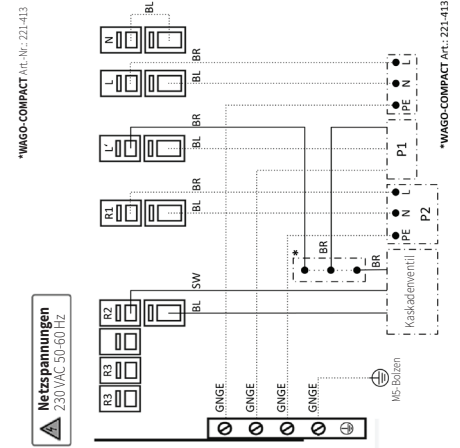 *WAGO-COMPACT Art.-Nr.: 221-413
Netzspannungen
230 VAC 50-60 Hz
N
BL
L
BR
BL
L'
BR
BL
R1
BR
BL
R2
SW
BL
R3
R3
L
N
PE
P1
L
N
PE
P2
*
BR
BR
Kaskadenventil
GNGE
GNGE
GNGE
GNGE
M5-Bolzen
*WAGO-COMPACT Art.: 221-413